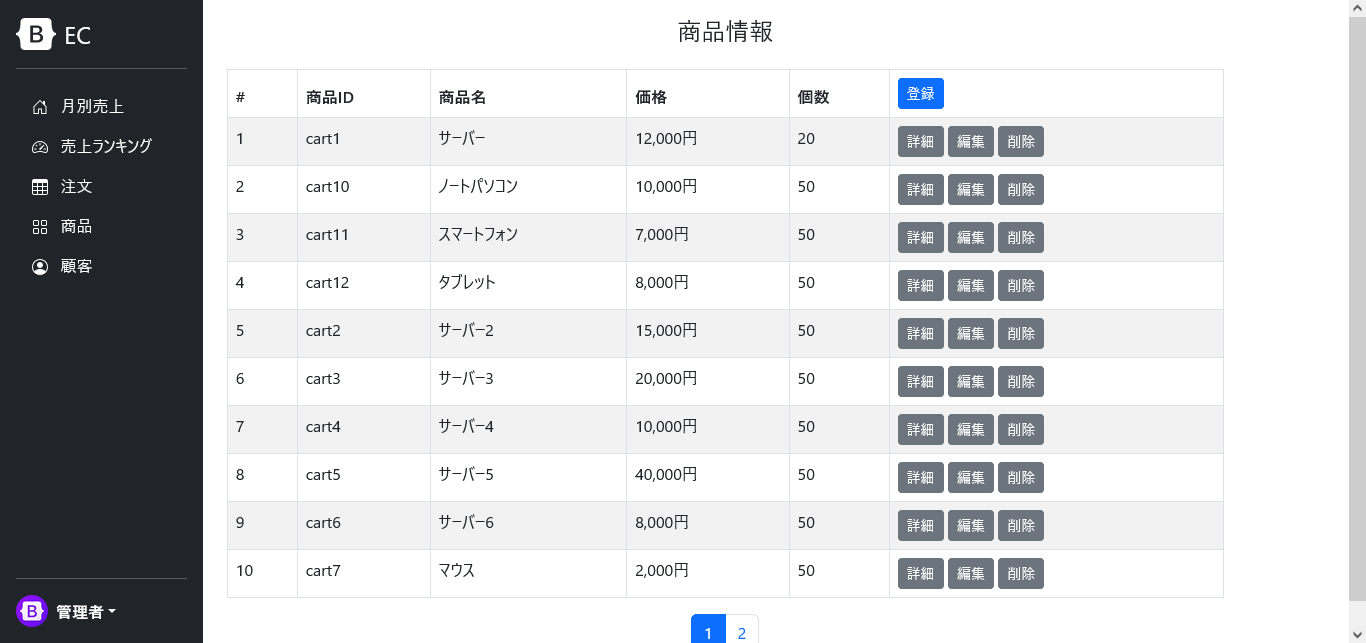 B EC
月別売上
売上ランキング
注文
商品
顧客
B 管理者
商品情報
# 商品ID 商品名 価格 個数 登録
1 cart1 サーバー 12,000円 20 詳細 編集 削除
2 cart10 ノートパソコン 10,000円 50 詳細 編集 削除
3 cart11 スマートフォン 7,000円 50 詳細 編集 削除
4 cart12 タブレット 8,000円 50 詳細 編集 削除
5 cart2 サーバー2 15,000円 50 詳細 編集 削除
6 cart3 サーバー3 20,000円 50 詳細 編集 削除
7 cart4 サーバー4 10,000円 50 詳細 編集 削除
8 cart5 サーバー5 40,000円 50 詳細 編集 削除
9 cart6 サーバー6 8,000円 50 詳細 編集 削除
10 cart7 マウス 2,000円 50 詳細 編集 削除
1 2